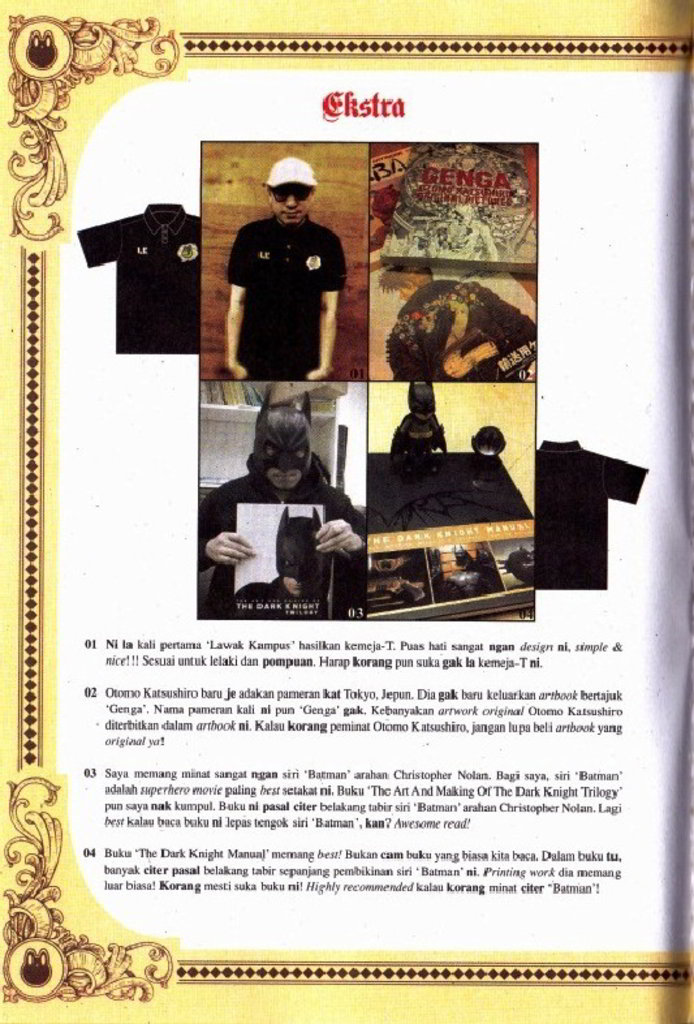 Ekstra
L.K
L.K
01
BA
GENGA
OTOMO KATSUHIRO
ORIGINAL PICTURES
02
THE DARK KNIGHT
TRILOGY
03
THE DARK KNIGHT MANUAL
04
01 Ni la kali pertama ‘Lawak Kampus’ hasilkan kemeja-T. Puas hati sangat ngan design ni, simple &
nice!!! Sesuai untuk lelaki dan pompuan. Harap korang pun suka gak la kemeja-T ni.
02 Otomo Katsushiro baru je adakan pameran kat Tokyo, Jepun. Dia gak baru keluarkan artbook bertajuk
‘Genga’. Nama pameran kali ni pun ‘Genga’ gak. Kebanyakan artwork original Otomo Katsushiro
diterbitkan dalam artbook ni. Kalau korang peminat Otomo Katsushiro, jangan lupa beli artbook yang
original ya!
03 Saya memang minat sangat ngan siri ‘Batman’ arahan Christopher Nolan. Bagi saya, siri ‘Batman’
adalah superhero movie paling best setakat ni. Buku ‘The Art And Making Of The Dark Knight Trilogy’
pun saya nak kumpul. Buku ni pasal citer belakang tabir siri ‘Batman’ arahan Christopher Nolan. Lagi
best kalau baca buku ni lepas tengok siri ‘Batman’, kan? Awesome read!
04 Buku ‘The Dark Knight Manual’ memang best! Bukan cam buku yang biasa kita baca. Dalam buku tu,
banyak citer pasal belakang tabir sepanjang pembikinan siri ‘Batman’ ni. Printing work dia memang
luar biasa! Korang mesti suka buku ni! Highly recommended kalau korang minat citer “Batman’!